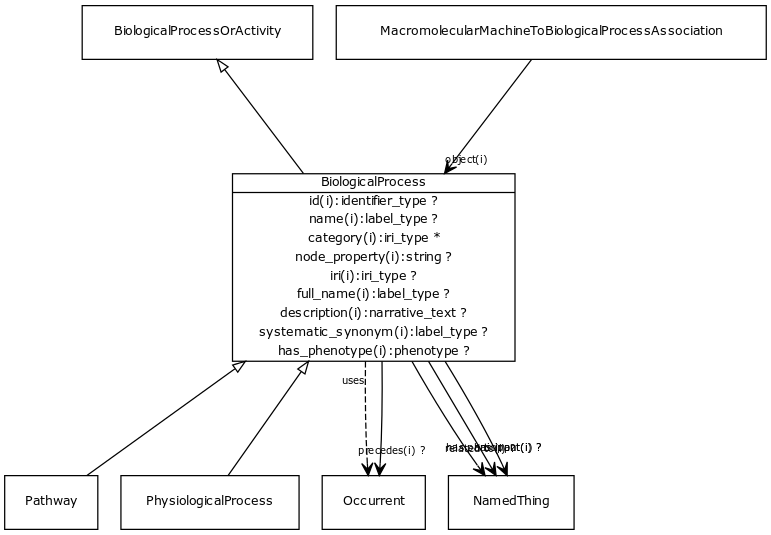 BiologicalProcessOrActivity
MacromolecularMachineToBiologicalProcessAssociation
object(i)
BiologicalProcess
id(i):identifier_type ?
name(i):label_type ?
category(i):iri_type *
node_property(i):string ?
iri(i):iri_type ?
full_name(i):label_type ?
description(i):narrative_text ?
systematic_synonym(i):label_type ?
has_phenotype(i):phenotype ?
uses
precedes(i) ?
Pathway
PhysiologicalProcess
Occurrent
NamedThing